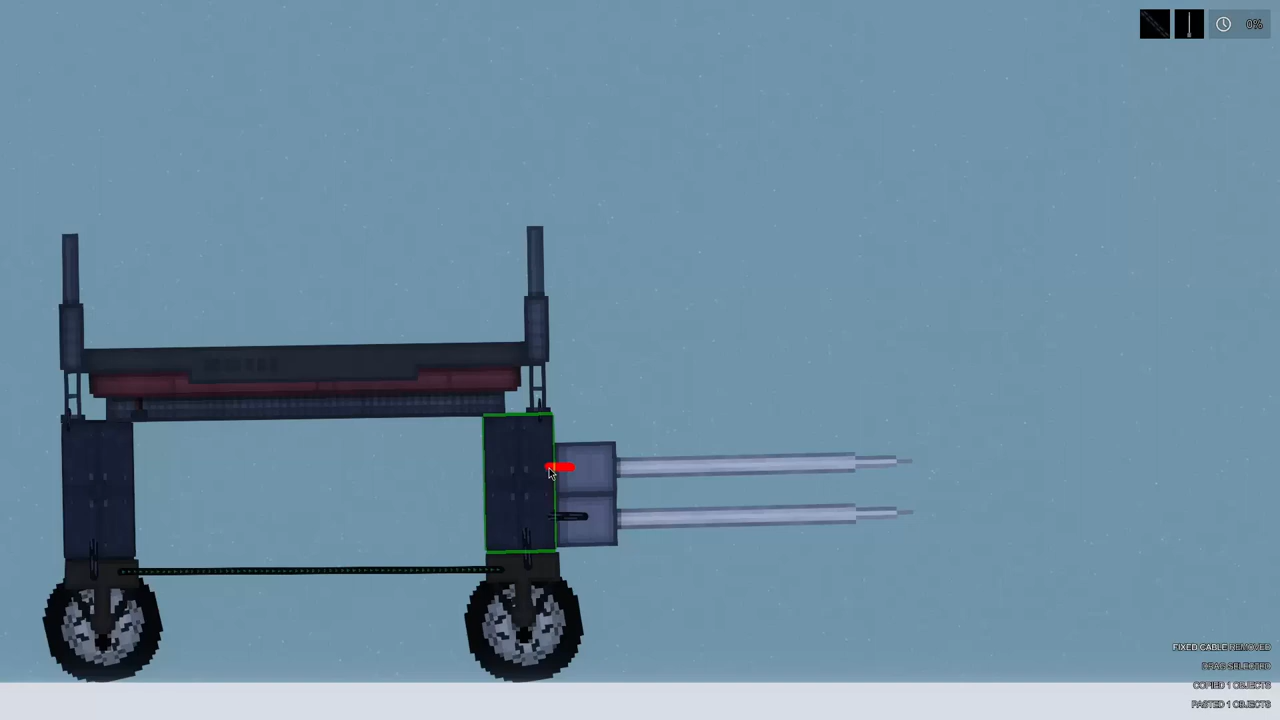 0%
FIXED CABLE REMOVED
DRAG SELECTED
COPIED 1 OBJECTS
PASTED 1 OBJECTS